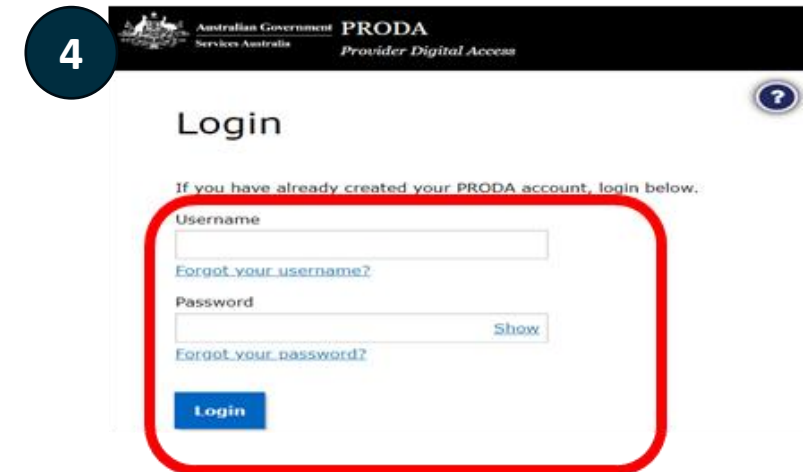 4
Australian Government PRODA
Services Australia Provider Digital Access
?
Login
If you have already created your PRODA account, login below.
Username
Forgot your username?
Password
Show
Forgot your password?
Login